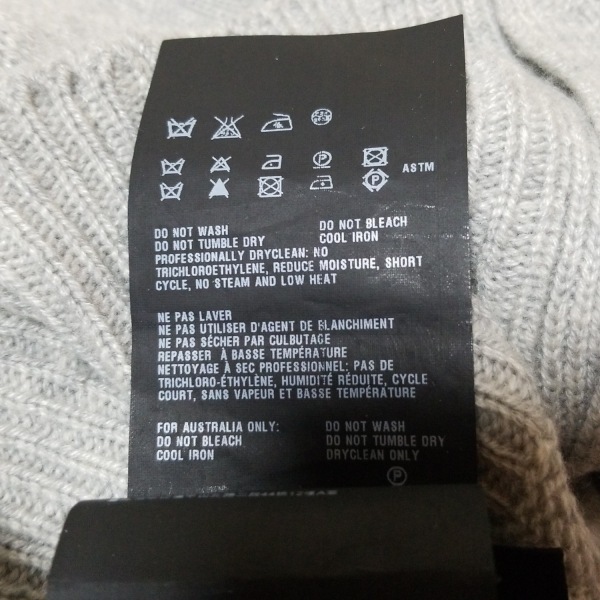 ASTM
DO NOT WASH DO NOT BLEACH
DO NOT TUMBLE DRY COOL IRON
PROFESSIONALLY DRYCLEAN: NO
TRICHLOROETHYLENE, REDUCE MOISTURE, SHORT
CYCLE, NO STEAM AND LOW HEAT
NE PAS LAVER
NE PAS UTILISER D'AGENT DE BLANCHIMENT
NE PAS SÉCHER PAR CULBUTAGE
REPASSER À BASSE TEMPÉRATURE
NETTOYAGE À SEC PROFESSIONNEL: PAS DE
TRICHLORO-ÉTHYLÈNE, HUMIDITÉ RÉDUITE, CYCLE
COURT, SANS VAPEUR ET BASSE TEMPÉRATURE
FOR AUSTRALIA ONLY: DO NOT WASH
DO NOT BLEACH DO NOT TUMBLE DRY
COOL IRON DRYCLEAN ONLY
P